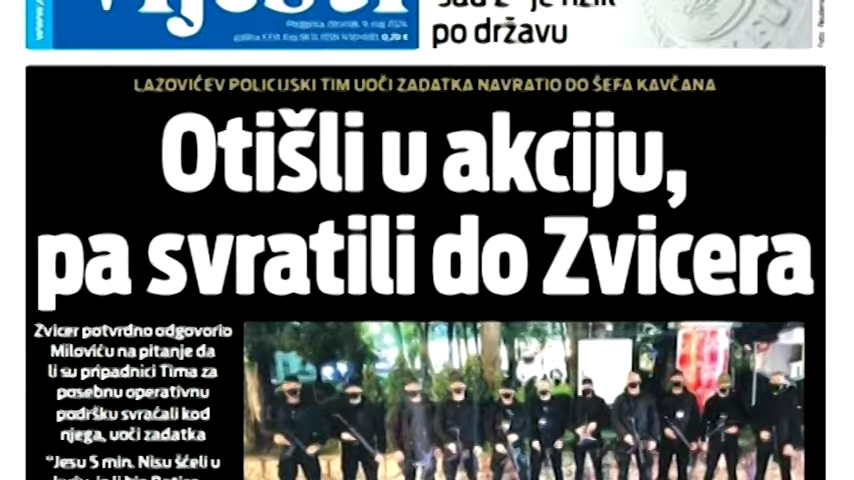 Vijesti
po državu
LAZOVIĆEV POLICIJSKI TIM UOČI ZADATKA NAVRATIO DO ŠEFA KAVČANA
Otišli u akciju,
pa svratili do Zvicera
Zvicer potvrdno odgovorio
Miloviću na pitanje da
li su pripadnici Tima za
posebnu operativnu
podršku svraćali kod
njega, uoči zadatka
"Jesu 5 min. Nisu šćeli u